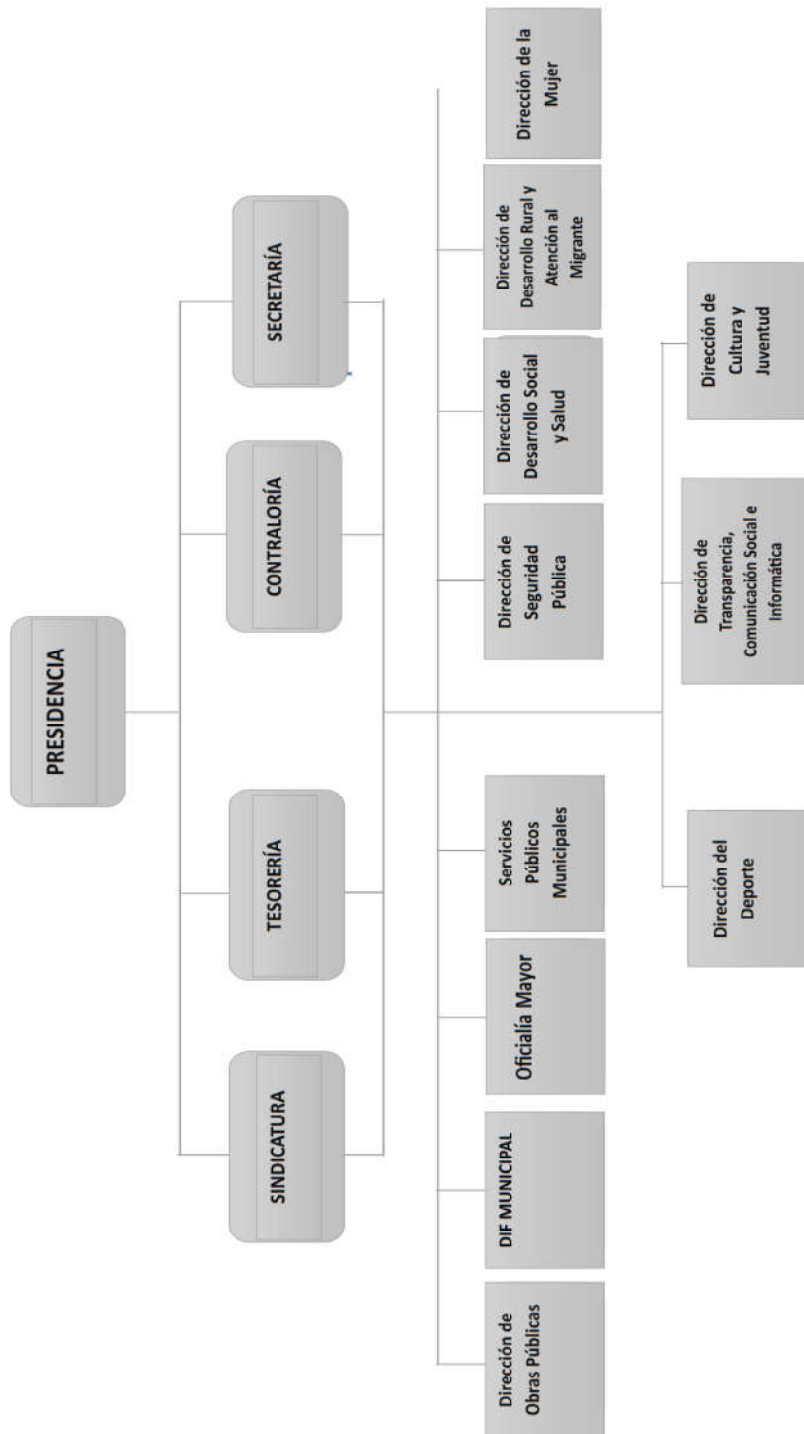 PRESIDENCIA
SINDICATURA
TESORERÍA
CONTRALORÍA
SECRETARÍA
Dirección de
Obras Públicas
DIF MUNICIPAL
Oficialía Mayor
Servicios
Públicos
Municipales
Dirección de
Seguridad
Pública
Dirección de
Desarrollo Social
y Salud
Dirección de
Desarrollo Rural y
Atención al
Migrante
Dirección de la
Mujer
Dirección del
Deporte
Dirección de
Transparencia,
Comunicación Social e
Informática
Dirección de
Cultura y
Juventud